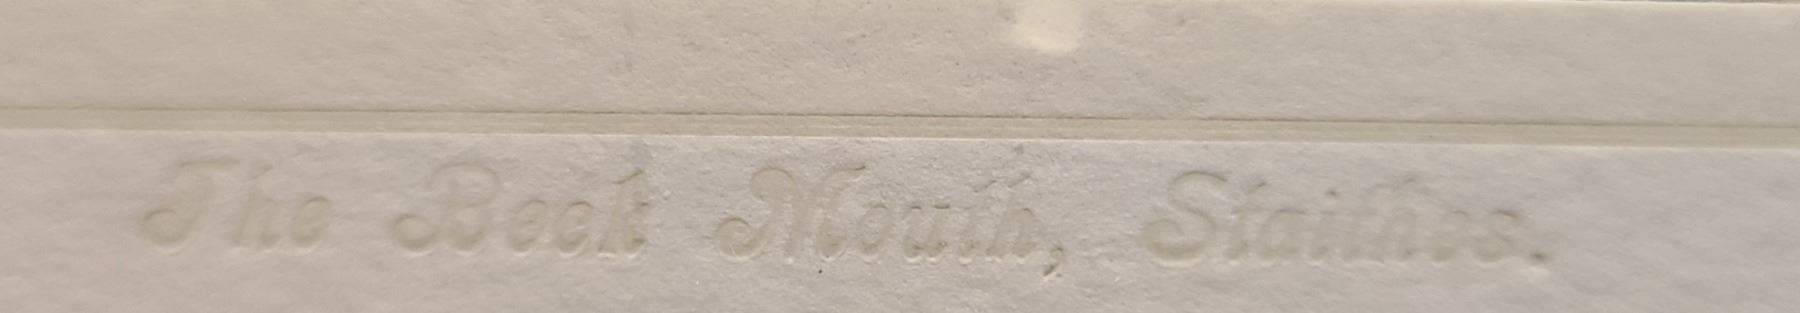 The Beck Mouth, Staithes.